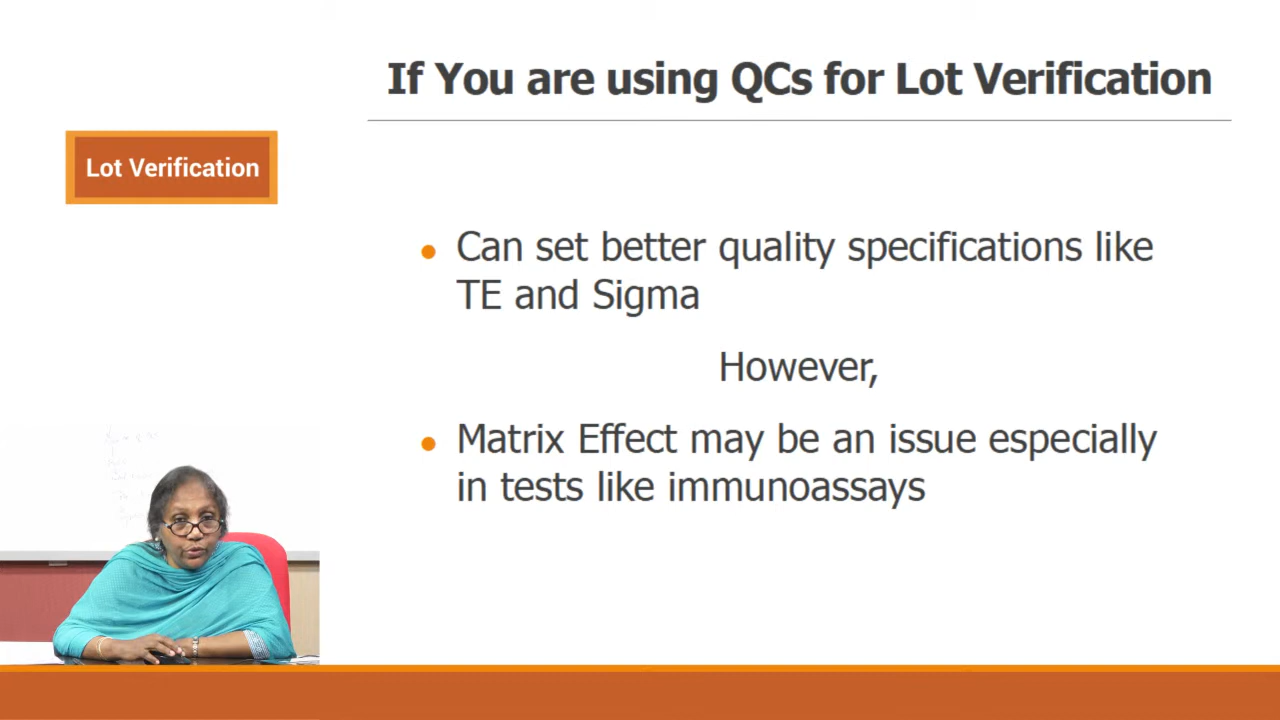 If You are using QCs for Lot Verification
Lot Verification
Can set better quality specifications like
TE and Sigma
However,
Matrix Effect may be an issue especially
in tests like immunoassays